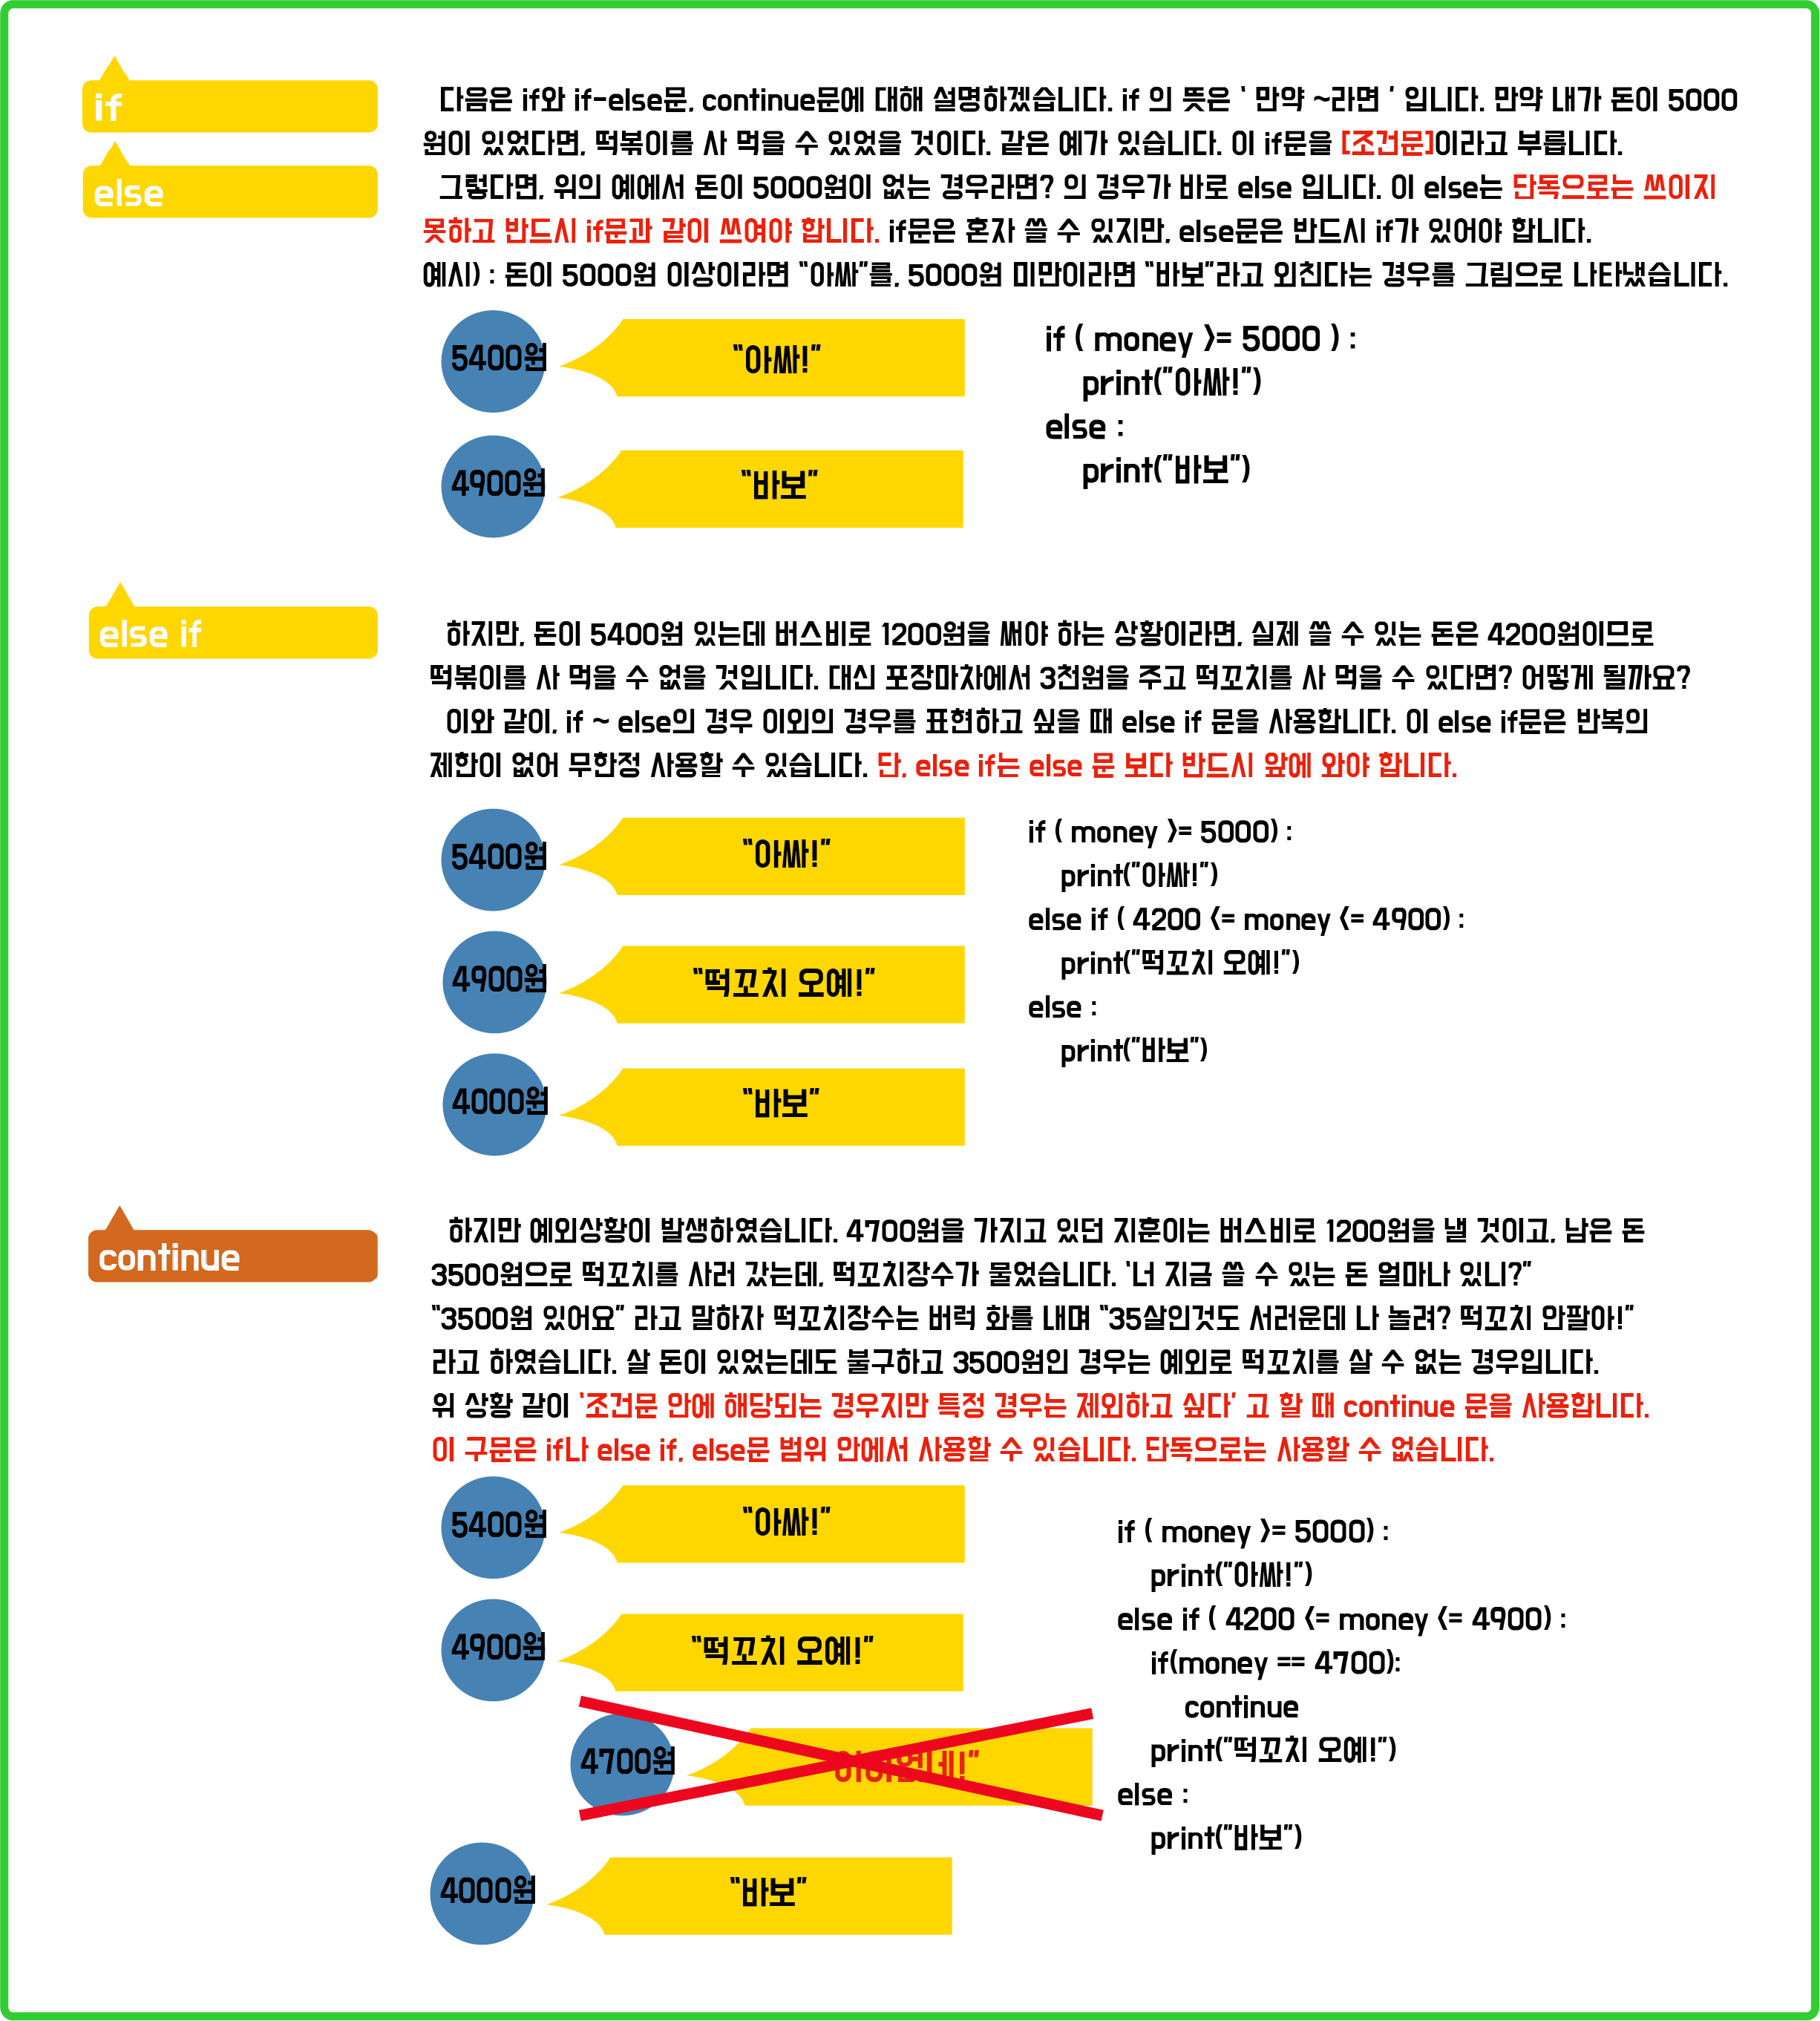 if
else
다음은 if와 if-else문, continue문에 대해 설명하겠습니다. if 의 뜻은 ‘ 만약 ~라면 ’ 입니다. 만약 내가 돈이 5000
원이 있었다면, 떡볶이를 사 먹을 수 있었을 것이다. 같은 예가 있습니다. 이 if문을 [조건문]이라고 부릅니다.
그렇다면, 위의 예에서 돈이 5000원이 없는 경우라면? 의 경우가 바로 else 입니다. 이 else는 단독으로는 쓰이지
못하고 반드시 if문과 같이 쓰여야 합니다. if문은 혼자 쓸 수 있지만, else문은 반드시 if가 있어야 합니다.
예시) : 돈이 5000원 이상이라면 “아싸”를, 5000원 미만이라면 “바보”라고 외친다는 경우를 그림으로 나타냈습니다.
5400원
“아싸!”
4900원
“바보”
if ( money >= 5000 ) :
print("아싸!")
else :
print("바보")
else if
하지만, 돈이 5400원 있는데 버스비로 1200원을 써야 하는 상황이라면, 실제 쓸 수 있는 돈은 4200원이므로
떡볶이를 사 먹을 수 없을 것입니다. 대신 포장마차에서 3천원을 주고 떡꼬치를 사 먹을 수 있다면? 어떻게 될까요?
이와 같이, if ~ else의 경우 이외의 경우를 표현하고 싶을 때 else if 문을 사용합니다. 이 else if문은 반복의
제한이 없어 무한정 사용할 수 있습니다. 단, else if는 else 문 보다 반드시 앞에 와야 합니다.
5400원
“아싸!”
4900원
“떡꼬치 오예!”
4000원
“바보”
if ( money >= 5000) :
print("아싸!")
else if ( 4200 <= money <= 4900) :
print("떡꼬치 오예!")
else :
print("바보")
continue
하지만 예외상황이 발생하였습니다. 4700원을 가지고 있던 지훈이는 버스비로 1200원을 낼 것이고, 남은 돈
3500원으로 떡꼬치를 사러 갔는데, 떡꼬치장수가 물었습니다. ‘너 지금 쓸 수 있는 돈 얼마나 있니?”
“3500원 있어요” 라고 말하자 떡꼬치장수는 버럭 화를 내며 “35살인것도 서러운데 나 놀려? 떡꼬치 안팔아!”
라고 하였습니다. 살 돈이 있었는데도 불구하고 3500원인 경우는 예외로 떡꼬치를 살 수 없는 경우입니다.
위 상황 같이 ‘조건문 안에 해당되는 경우지만 특정 경우는 제외하고 싶다’ 고 할 때 continue 문을 사용합니다.
이 구문은 if나 else if, else문 범위 안에서 사용할 수 있습니다. 단독으로는 사용할 수 없습니다.
5400원
“아싸!”
4900원
“떡꼬치 오예!”
4700원
4000원
“바보”
if ( money >= 5000) :
print("아싸!")
else if ( 4200 <= money <= 4900) :
if(money == 4700):
continue
print("떡꼬치 오예!")
else :
print("바보")